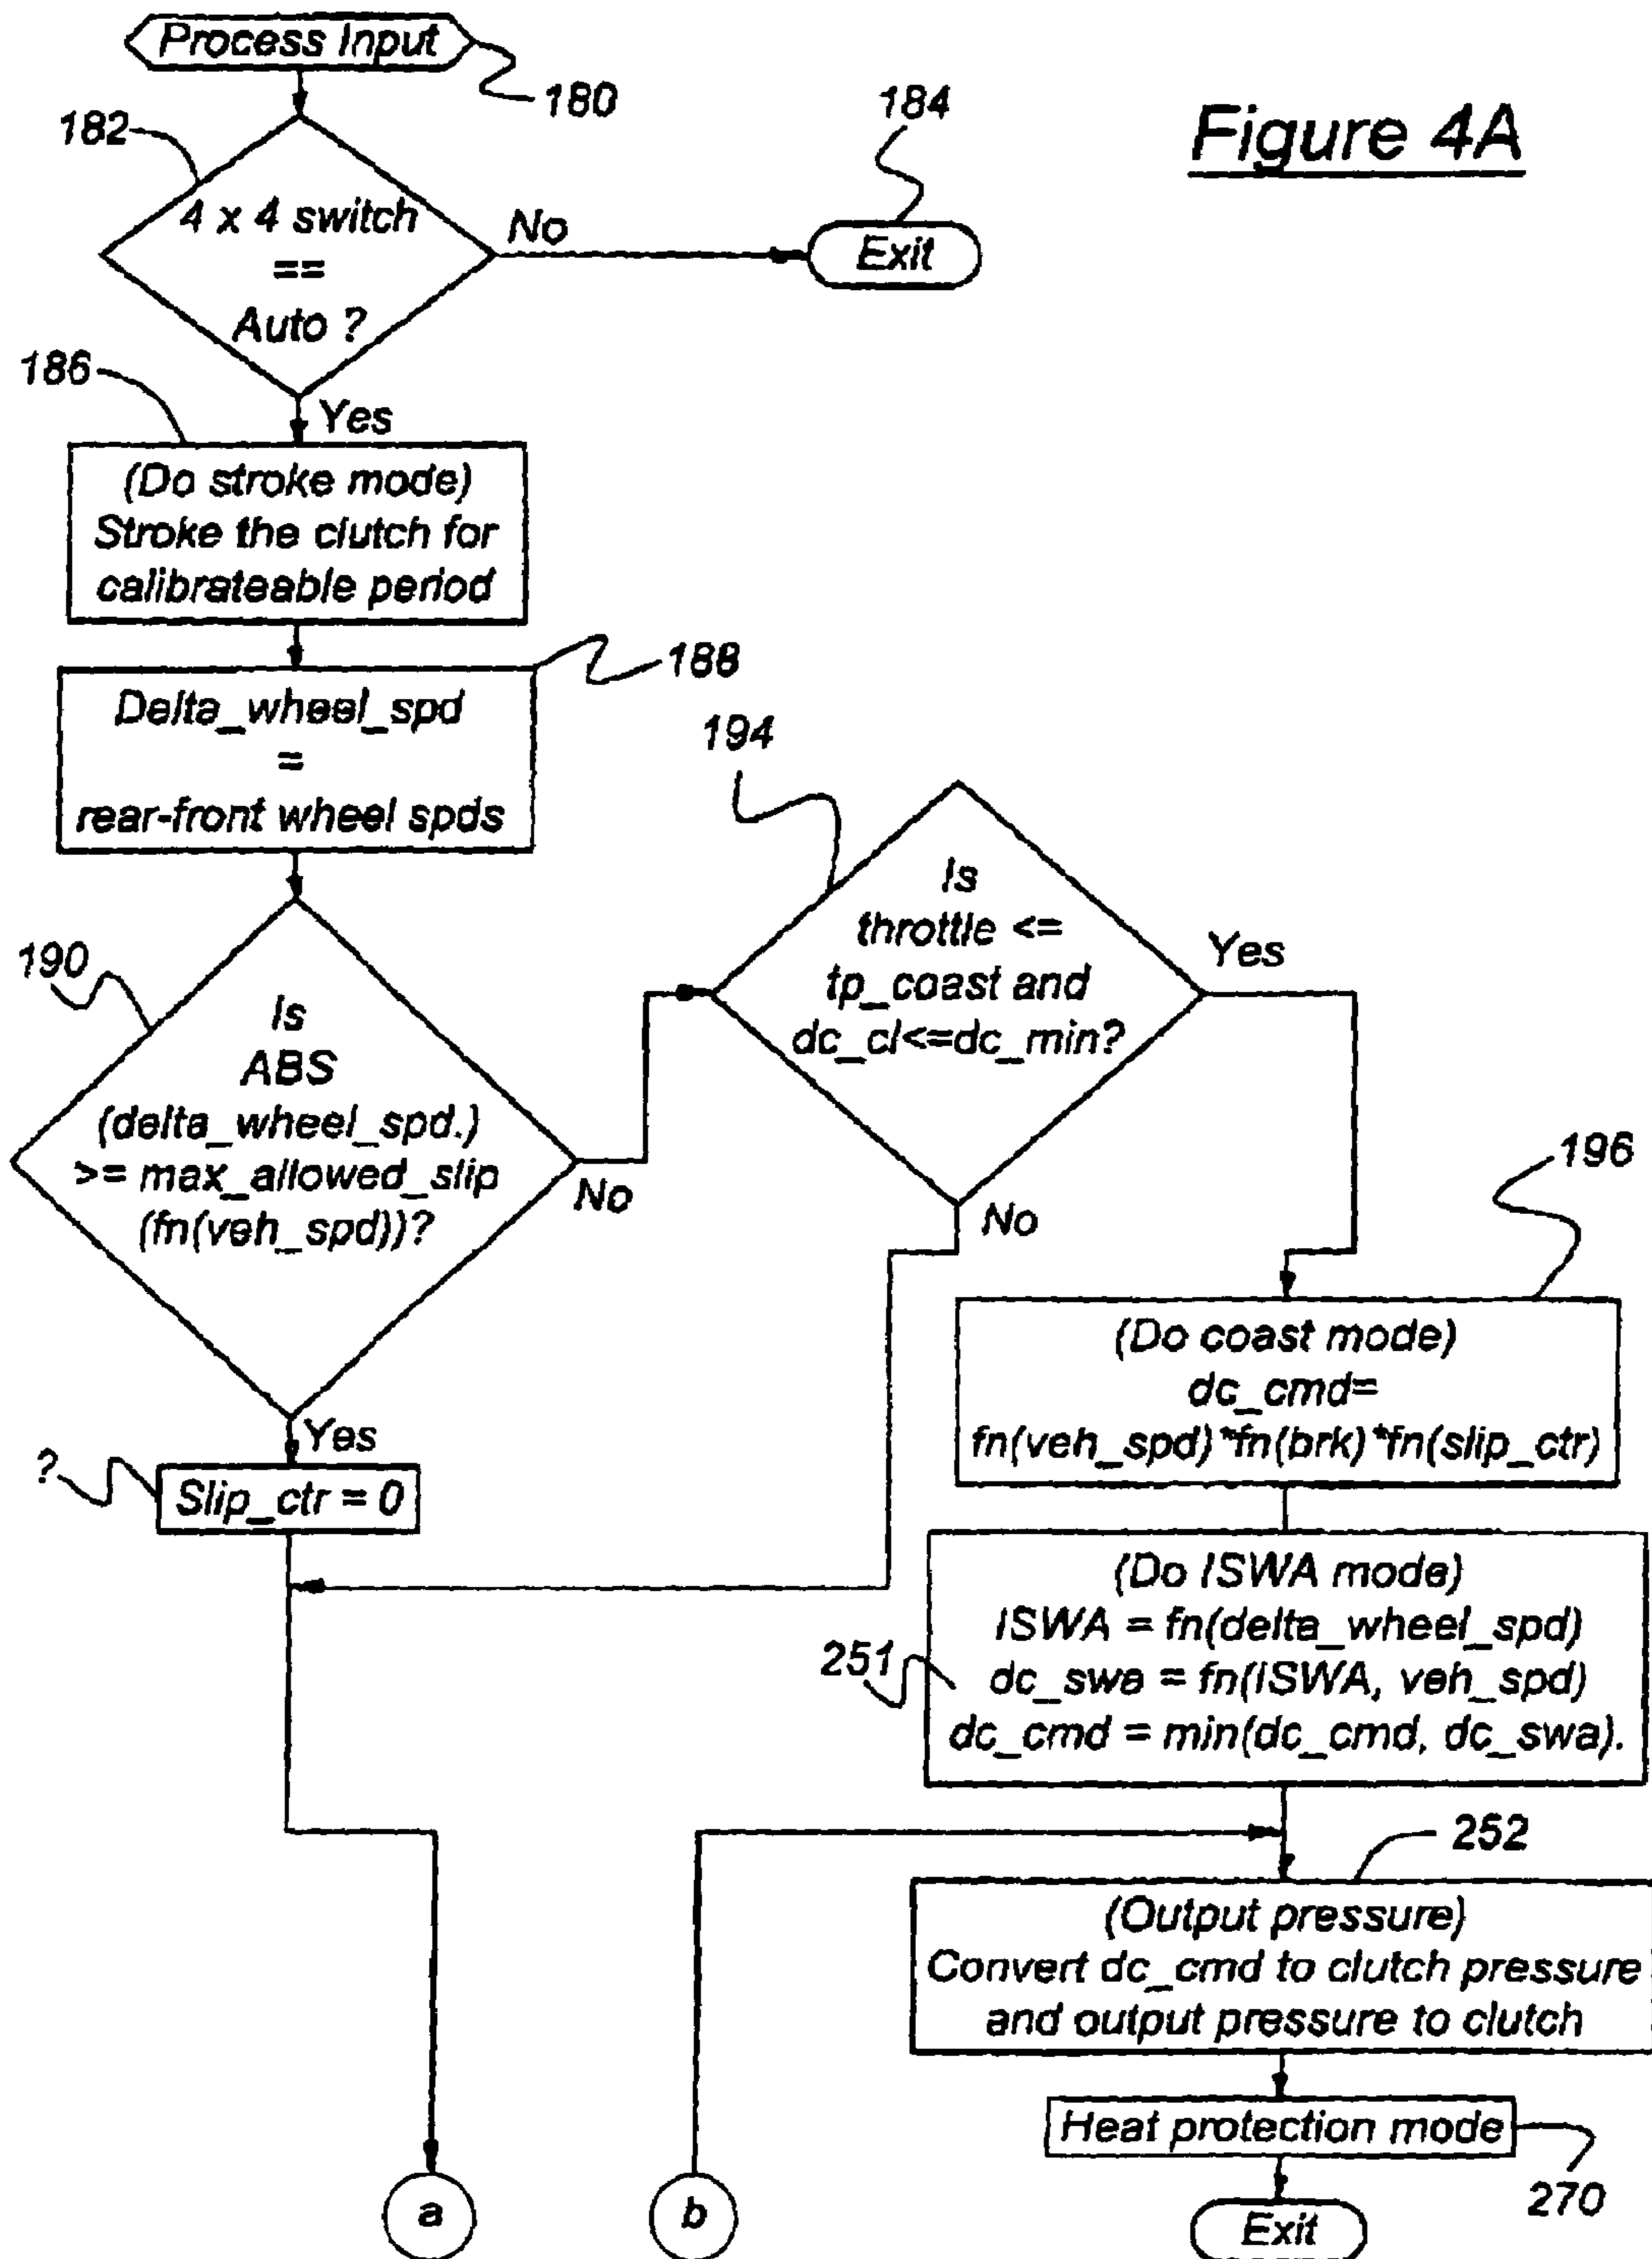 Process Input
180
Figure 4A
182
184
4 x 4 switch
==
Auto ?
No
Exit
186
Yes
(Do stroke mode)
Stroke the clutch for
calibrateable period
188
Delta_wheel_spd
=
rear-front wheel spds
194
Is
throttle <=
tp_coast and
dc_cl<=dc_min?
Yes
No
190
Is
ABS
(delta_wheel_spd.)
>= max_allowed_slip
(fn(veh_spd))?
No
Yes
?
Slip_ctr = 0
196
(Do coast mode)
dc_cmd=
fn(veh_spd)*fn(brk)*fn(slip_ctr)
251
(Do ISWA mode)
ISWA = fn(delta_wheel_spd)
dc_swa = fn(ISWA, veh_spd)
dc_cmd = min(dc_cmd, dc_swa).
252
(Output pressure)
Convert dc_cmd to clutch pressure
and output pressure to clutch
Heat protection mode
270
a
b
Exit